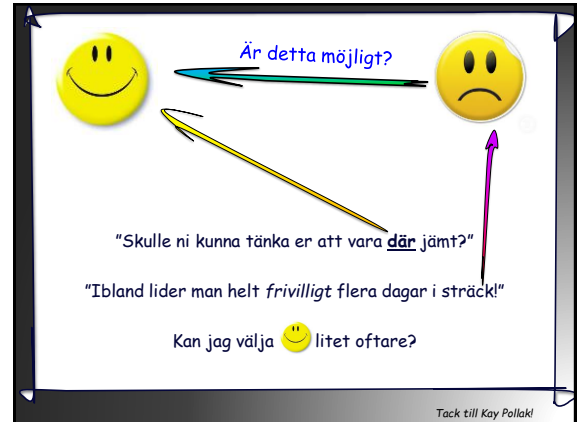 Är detta möjligt?
"Skulle ni kunna tänka er att vara där jämt?"
"Ibland lider man helt frivilligt flera dagar i sträck!"
Kan jag välja litet oftare?
Tack till Kay Pollak!